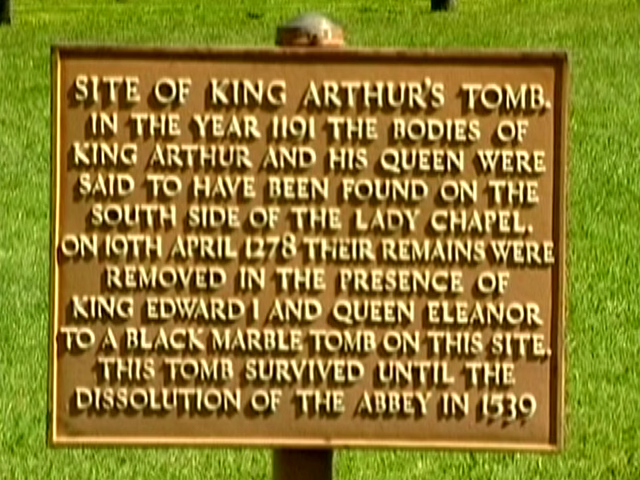 SITE OF KING ARTHUR'S TOMB.
IN THE YEAR 1191 THE BODIES OF
KING ARTHUR AND HIS QUEEN WERE
SAID TO HAVE BEEN FOUND ON THE
SOUTH SIDE OF THE LADY CHAPEL.
ON 19TH APRIL 1278 THEIR REMAINS WERE
REMOVED IN THE PRESENCE OF
KING EDWARD I AND QUEEN ELEANOR
TO A BLACK MARBLE TOMB ON THIS SITE.
THIS TOMB SURVIVED UNTIL THE
DISSOLUTION OF THE ABBEY IN 1539